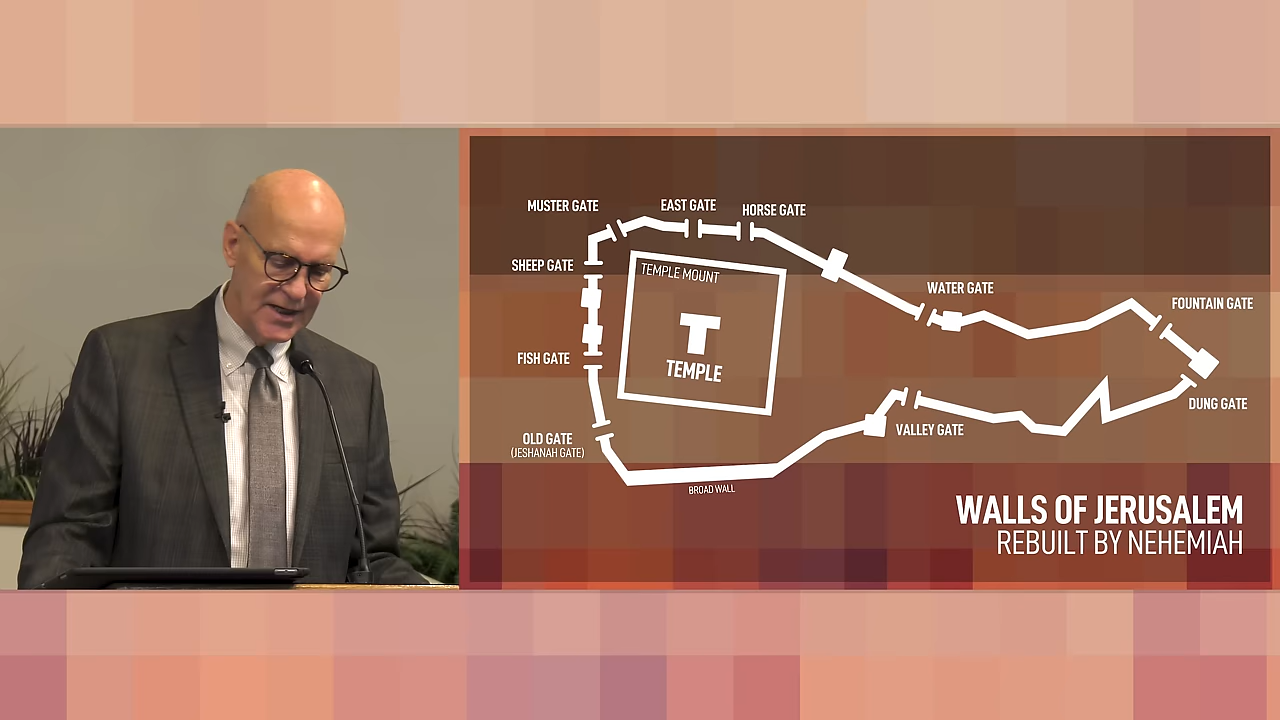 MUSTER GATE
EAST GATE
HORSE GATE
SHEEP GATE
TEMPLE MOUNT
WATER GATE
FOUNTAIN GATE
FISH GATE
TEMPLE
DUNG GATE
OLD GATE
(JESHANAH GATE)
VALLEY GATE
BROAD WALL
WALLS OF JERUSALEM
REBUILT BY NEHEMIAH